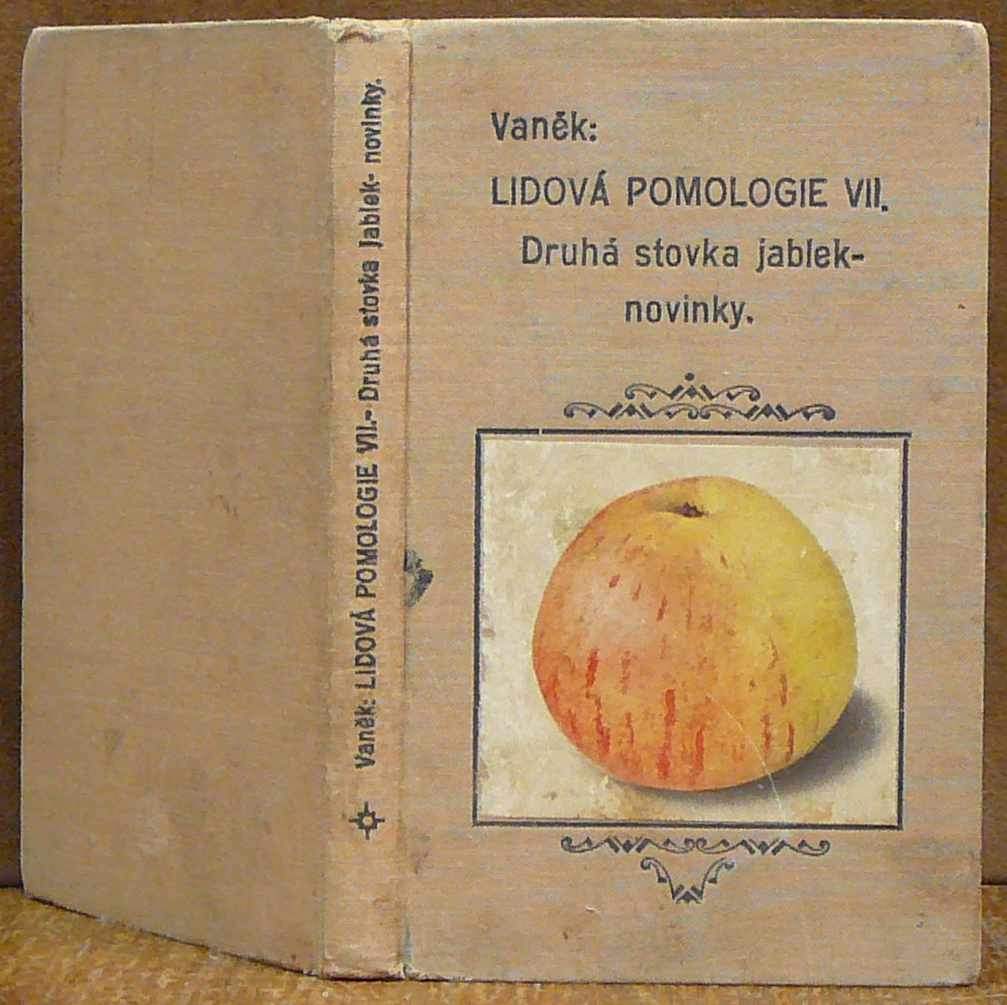 Vaněk: LIDOVÁ POMOLOGIE VII.- Druhá stovka jablek- novinky.
Vaněk:
LIDOVÁ POMOLOGIE VII.
Druhá stovka jablek-
novinky.